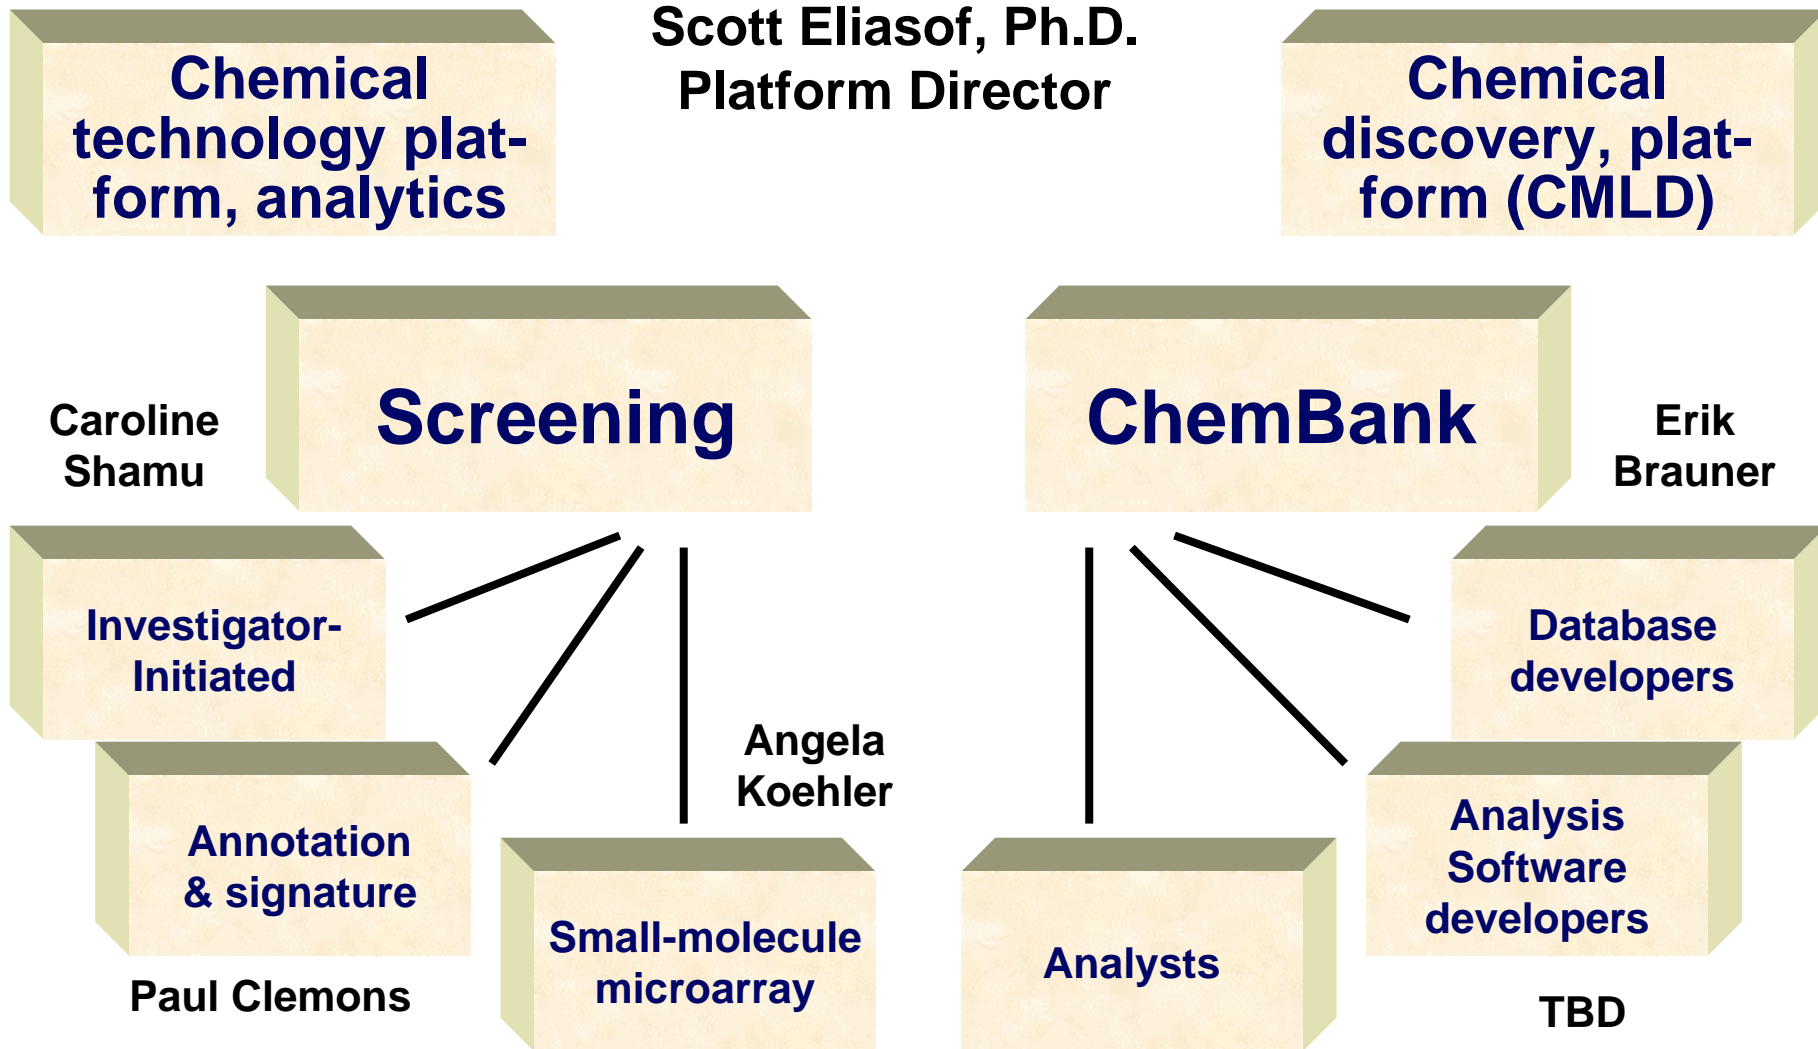 Scott Eliasof, Ph.D.
Platform Director
Chemical
technology plat-
form, analytics
Chemical
discovery, plat-
form (CMLD)
Caroline
Shamu
Screening
ChemBank
Erik
Brauner
Investigator-
Initiated
Database
developers
Angela
Koehler
Annotation
& signature
Analysis
Software
developers
Small-molecule
microarray
Analysts
Paul Clemons
TBD